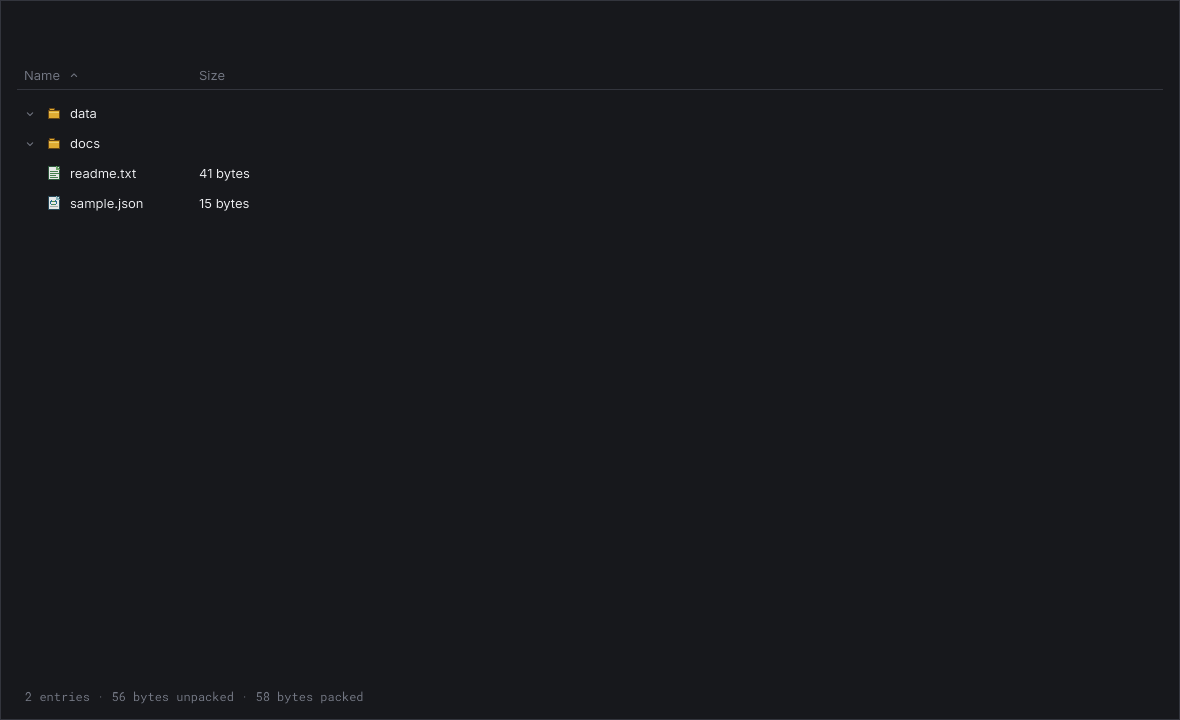 Name Size
data
docs
readme.txt 41 bytes
sample.json 15 bytes
2 entries · 56 bytes unpacked · 58 bytes packed